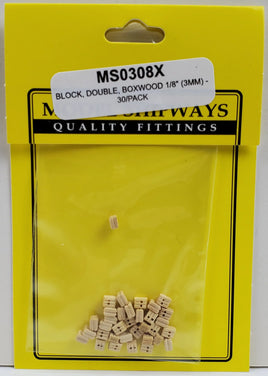 MS0308X
BLOCK, DOUBLE, BOXWOOD 1/8" (3MM) -
30/PACK
QUALITY FITTINGS